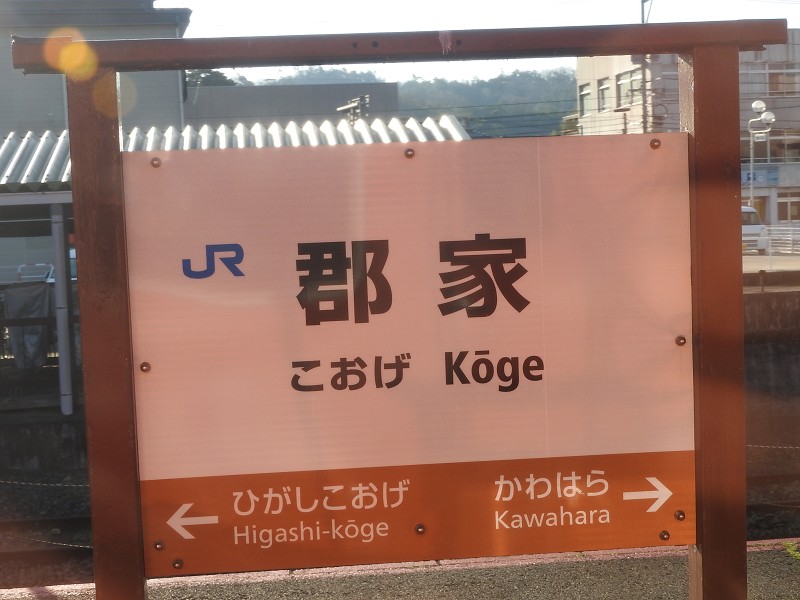 JR
郡家
こおげ Kōge
← ひがしこおげ
Higashi-kōge
かわはら →
Kawahara